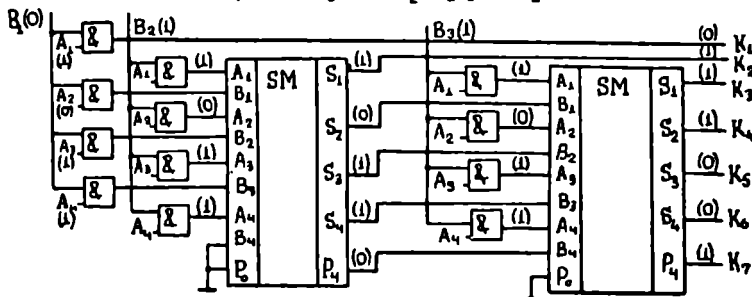 B₁(0)
B₂(1)
B₃(1)
(0) K₁
(1) K₂
A₁ (1) &
A₁ & (1) A₁
SM
S₁ (1)
A₁ & (1) A₁
SM
S₁ (1) K₃
B₁
B₁
A₂ (0) &
A₂ & (0) A₂
S₂ (0)
A₂ & (0) A₂
S₂ (1) K₄
B₂
B₂
A₃ (1) &
A₃ & (1) A₃
S₃ (1)
A₃ & (1) A₃
S₃ (0) K₅
B₃
B₃
(1) &
A₄ & (1) A₄
S₄ (1)
A₄ & (1) A₄
S₄ (0) K₆
B₄
P₄ (0)
B₄
P₄ (1) K₇
P₀
P₀